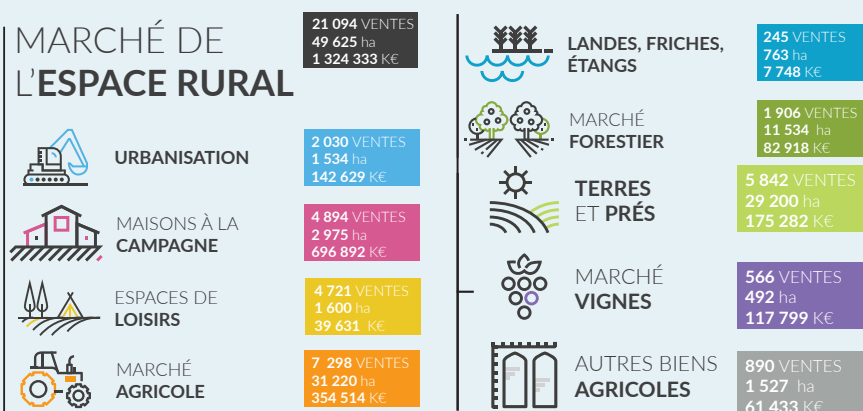 MARCHÉ DE
L'ESPACE RURAL
21 094 VENTES
49 625 ha
1 324 333 K€
URBANISATION
2 030 VENTES
1 534 ha
142 629 K€
MAISONS À LA
CAMPAGNE
4 894 VENTES
2 975 ha
696 892 K€
ESPACES DE
LOISIRS
4 721 VENTES
1 600 ha
39 631 K€
MARCHÉ
AGRICOLE
7 298 VENTES
31 220 ha
354 514 K€
LANDES, FRICHES,
ÉTANGS
245 VENTES
763 ha
7 748 K€
MARCHÉ
FORESTIER
1 906 VENTES
11 534 ha
82 918 K€
TERRES
ET PRÉS
5 842 VENTES
29 200 ha
175 282 K€
MARCHÉ
VIGNES
566 VENTES
492 ha
117 799 K€
AUTRES BIENS
AGRICOLES
890 VENTES
1 527 ha
61 433 K€